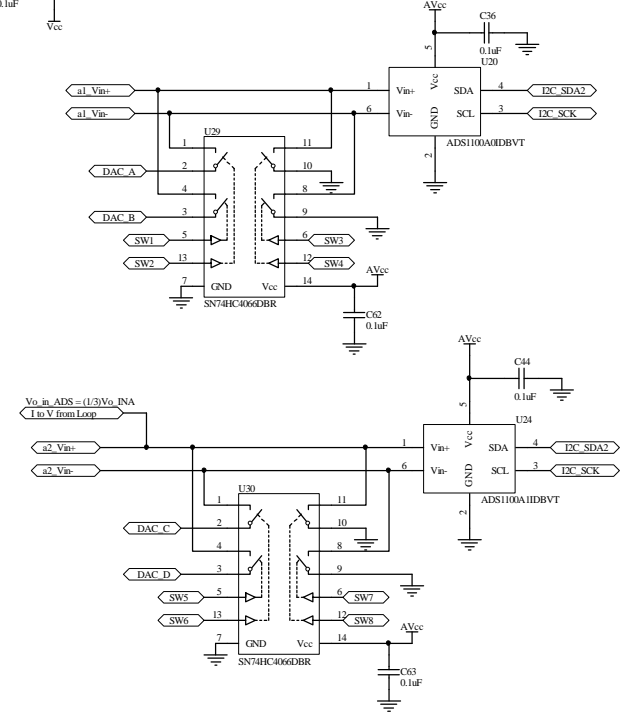 0.1uF
Vcc
AVcc
C36
0.1uF
U20
5
Vcc
a1_Vin+
1
Vin+
SDA
4
I2C_SDA2
a1_Vin-
6
Vin-
SCL
3
I2C_SCK
GND
U29
ADS1100A0IDBVT
2
1
11
DAC_A
2
10
4
8
DAC_B
3
9
SW1
5
6
SW3
SW2
13
12
SW4
AVcc
7
GND
Vcc
14
SN74HC4066DBR
C62
0.1uF
AVcc
C44
0.1uF
U24
5
Vcc
Vo_in_ADS = (1/3)Vo_INA
I to V from Loop
a2_Vin+
1
Vin+
SDA
4
I2C_SDA2
a2_Vin-
6
Vin-
SCL
3
I2C_SCK
GND
U30
ADS1100A1IDBVT
2
1
11
DAC_C
2
10
4
8
DAC_D
3
9
SW5
5
6
SW7
SW6
13
12
SW8
AVcc
7
GND
Vcc
14
SN74HC4066DBR
C63
0.1uF